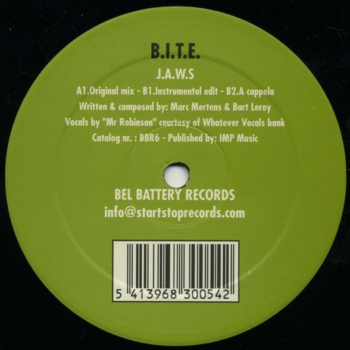 B.I.T.E.
J.A.W.S
A1.Original mix - B1.Instrumental edit - B2.A cappela
Written & composed by: Marc Mertens & Bart Leroy
Vocals by "Mr Robinson" courtesy of Whatever Vocals bank
Catalog nr. : BBR6 - Published by: IMP Music
BEL BATTERY RECORDS
info@startstoprecords.com
5 413968 300542